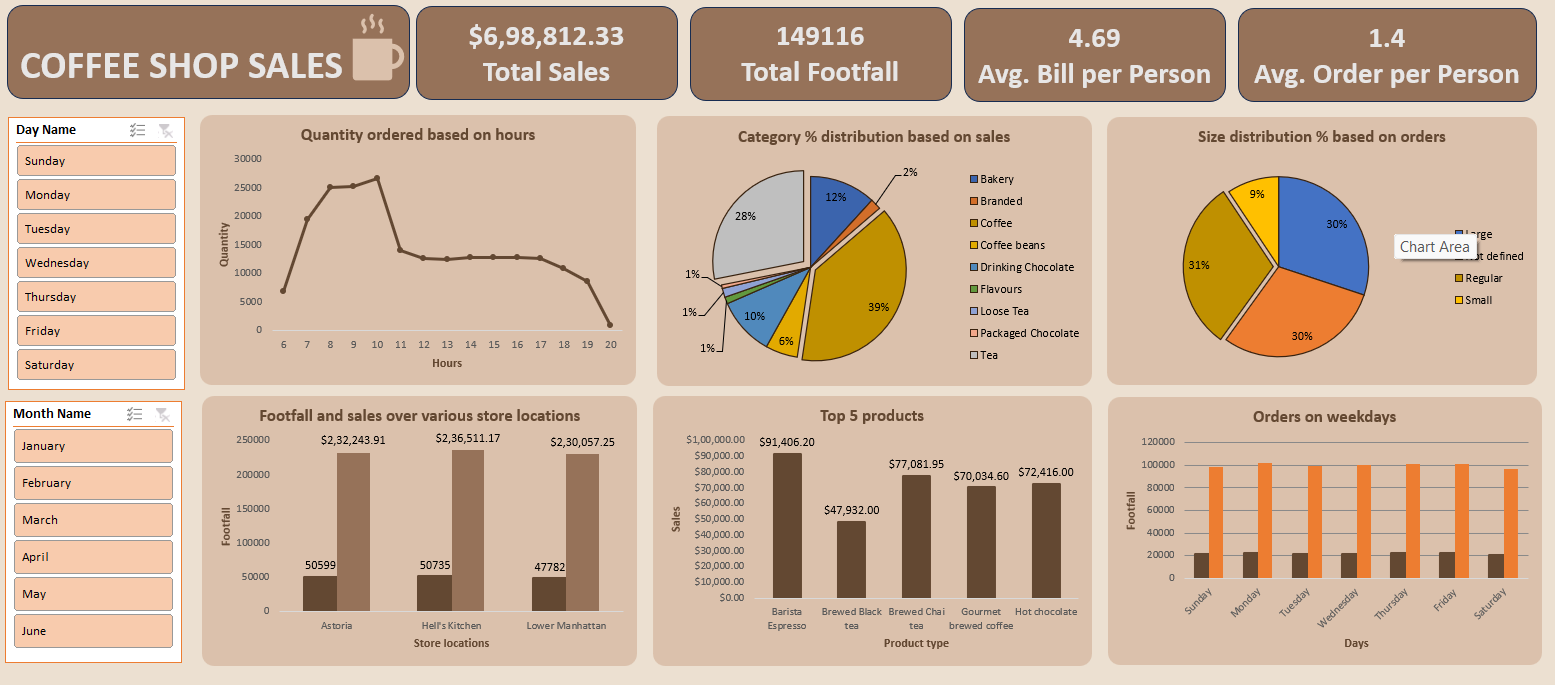 COFFEE SHOP SALES
$6,98,812.33
Total Sales
149116
Total Footfall
4.69
Avg. Bill per Person
1.4
Avg. Order per Person
Day Name
Sunday
Monday
Tuesday
Wednesday
Thursday
Friday
Saturday
Quantity ordered based on hours
30000
25000
20000
15000
10000
5000
0
Quantity
6 7 8 9 10 11 12 13 14 15 16 17 18 19 20
Hours
Category % distribution based on sales
12%
2%
39%
6%
10%
1%
1%
1%
28%
Bakery
Branded
Coffee
Coffee beans
Drinking Chocolate
Flavours
Loose Tea
Packaged Chocolate
Tea
Size distribution % based on orders
30%
30%
31%
9%
Chart Area
defined
Regular
Small
Month Name
January
February
March
April
May
June
Footfall and sales over various store locations
250000
200000
150000
100000
50000
0
Footfall
$2,32,243.91
$2,36,511.17
$2,30,057.25
50599
50735
47782
Astoria
Hell's Kitchen
Lower Manhattan
Store locations
Top 5 products
$1,00,000.00
$90,000.00
$80,000.00
$70,000.00
$60,000.00
$50,000.00
$40,000.00
$30,000.00
$20,000.00
$10,000.00
$0.00
Sales
$91,406.20
$47,932.00
$77,081.95
$70,034.60
$72,416.00
Barista
Espresso
Brewed Black
tea
Brewed Chai
tea
Gourmet
brewed coffee
Hot chocolate
Product type
Orders on weekdays
120000
100000
80000
60000
40000
20000
0
Footfall
Sunday
Monday
Tuesday
Wednesday
Thursday
Friday
Saturday
Days